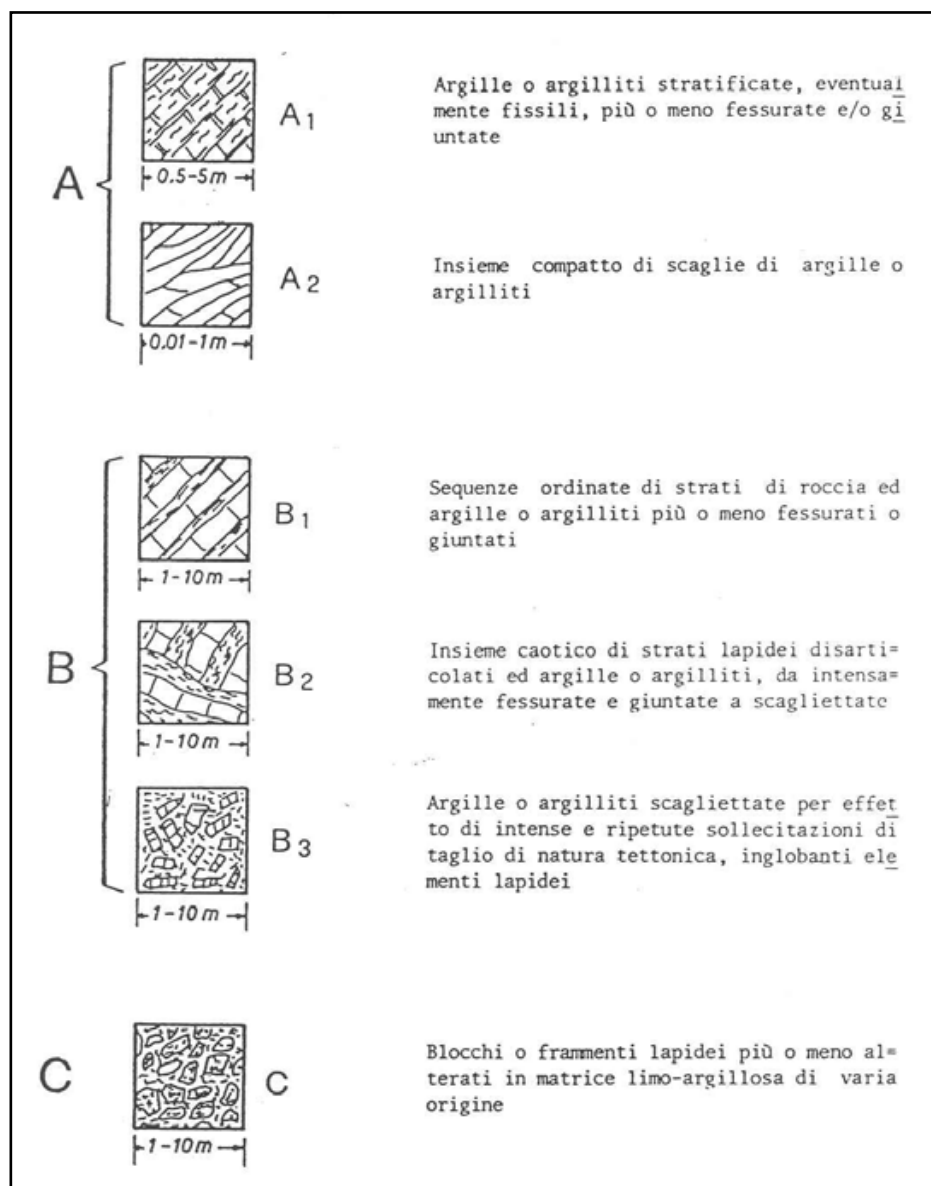 A
A1
0.5-5m
Argille o argilliti stratificate, eventual
mente fissili, più o meno fessurate e/o gi
untate
A2
0.01-1m
Insieme compatto di scaglie di argille o
argilliti
B
B1
1-10m
Sequenze ordinate di strati di roccia ed
argille o argilliti più o meno fessurati o
giuntati
B2
1-10m
Insieme caotico di strati lapidei disarti=
colati ed argille o argilliti, da intensa=
mente fessurate e giuntate a scagliettate
B3
1-10m
Argille o argilliti scagliettate per effet
to di intense e ripetute sollecitazioni di
taglio di natura tettonica, inglobanti ele
menti lapidei
C
C
1-10m
Blocchi o frammenti lapidei più o meno al=
terati in matrice limo-argillosa di varia
origine